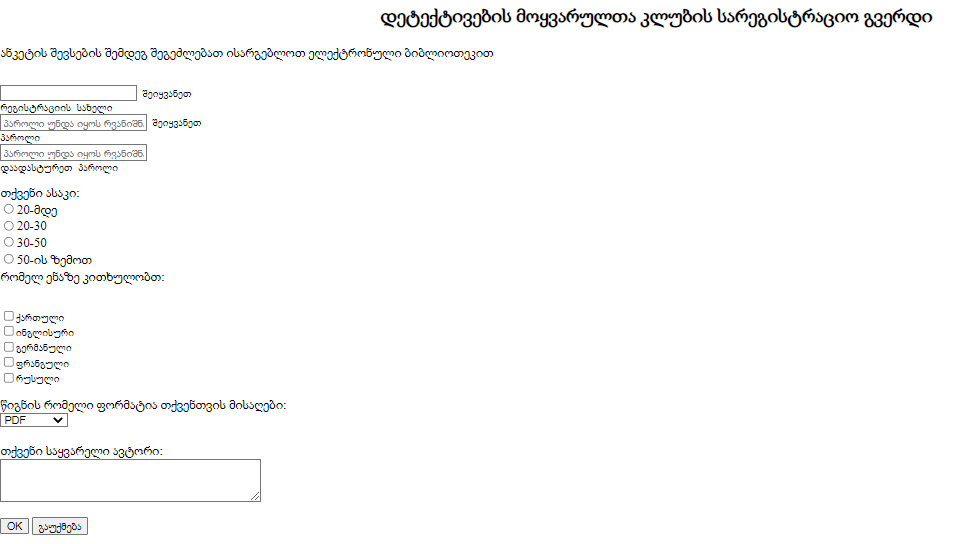 დეტექტივების მოყვარულთა კლუბის სარეგისტრაციო გვერდი
ანკეტის შევსების შემდეგ შეგეძლებათ ისარგებლოთ ელექტრონული ბიბლიოთეკით
შეიყვანეთ
რეგისტრაციის სახელი
პაროლი უნდა იყოს რვანიშნ. შეიყვანეთ
პაროლი
პაროლი უნდა იყოს რვანიშნ.
დაადასტურეთ პაროლი
თქვენი ასაკი:
20-მდე
20-30
30-50
50-ის ზემოთ
რომელ ენაზე კითხულობთ:
ქართული
ინგლისური
გერმანული
ფრანგული
რუსული
წიგნის რომელი ფორმატია თქვენთვის მისაღები:
PDF
თქვენი საყვარელი ავტორი:
OK გაუქმება